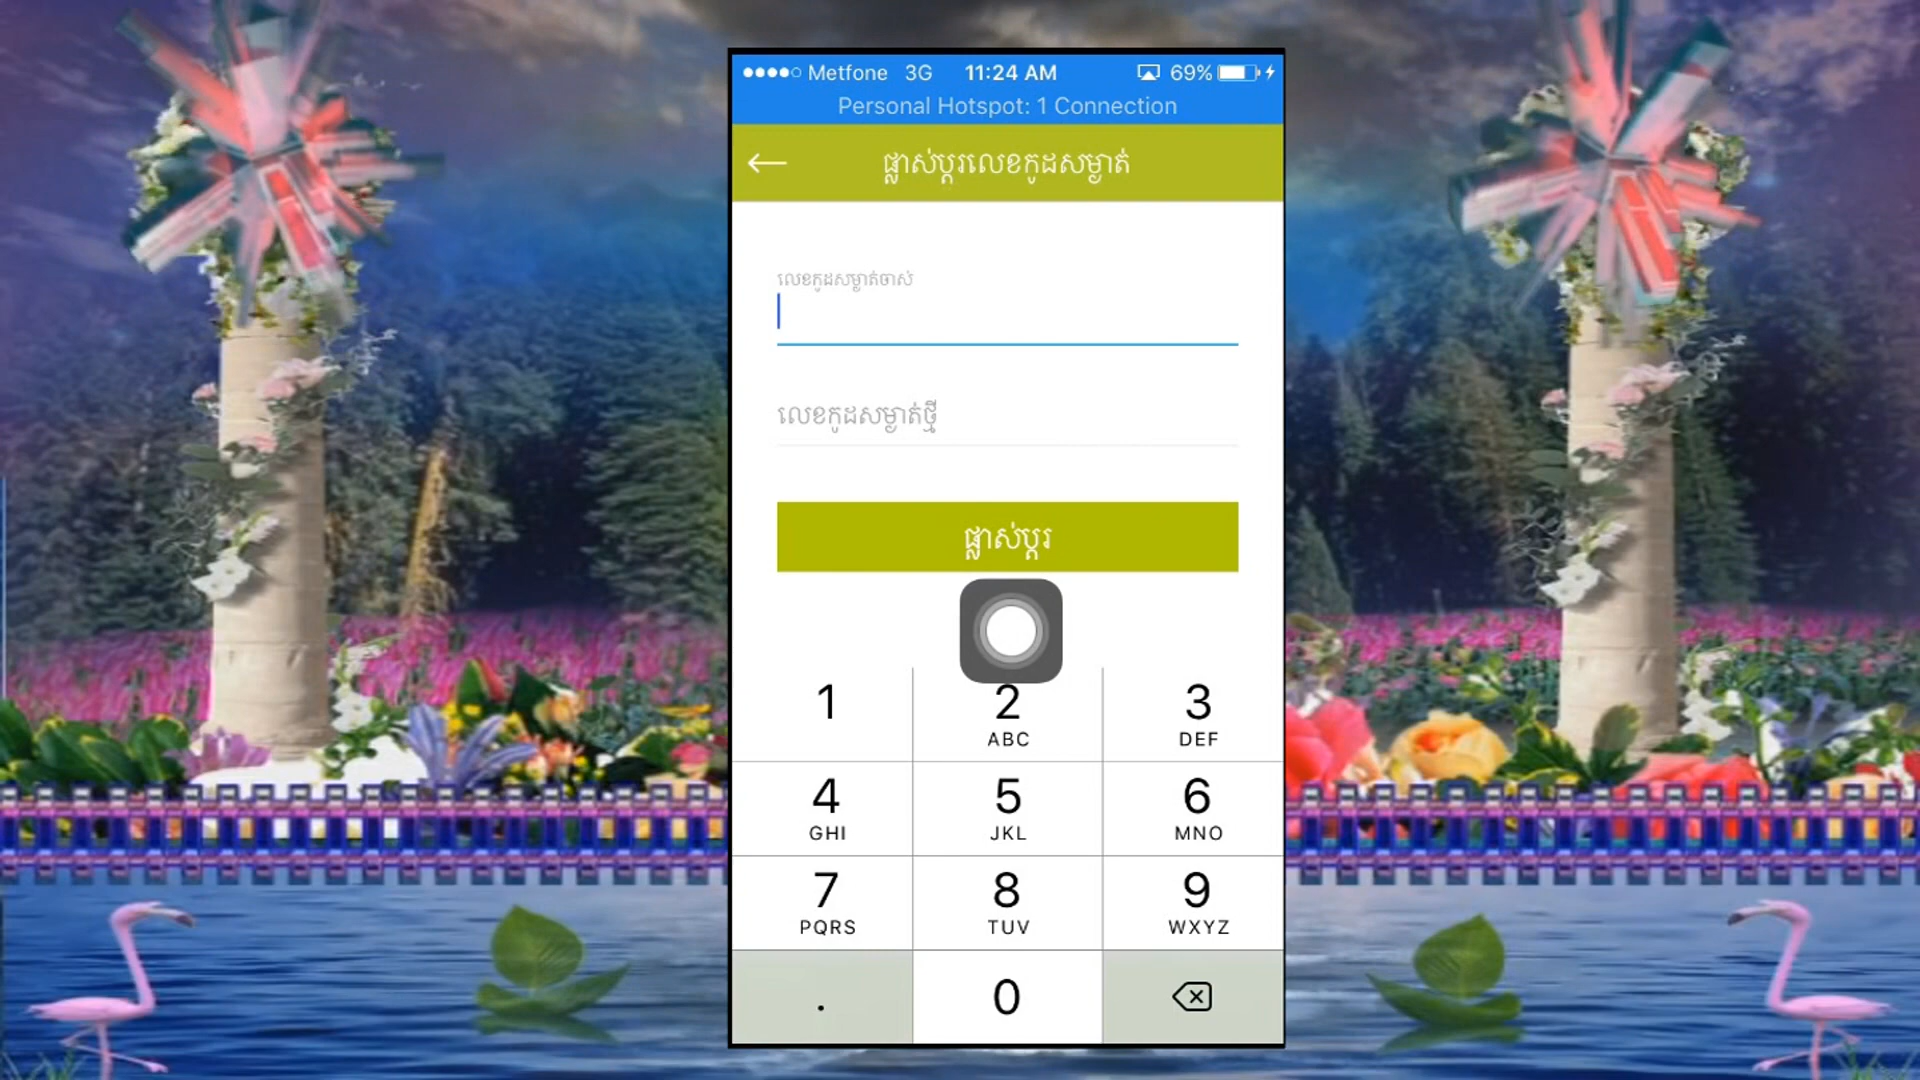 Metfone 3G 11:24 AM 69%
Personal Hotspot: 1 Connection
ផ្លាស់ប្ដូរលេខកូដសម្ងាត់
លេខកូដសម្ងាត់ចាស់
លេខកូដសម្ងាត់ថ្មី
ផ្លាស់ប្ដូរ
1 2 3
ABC DEF
4 5 6
GHI JKL MNO
7 8 9
PQRS TUV WXYZ
. 0